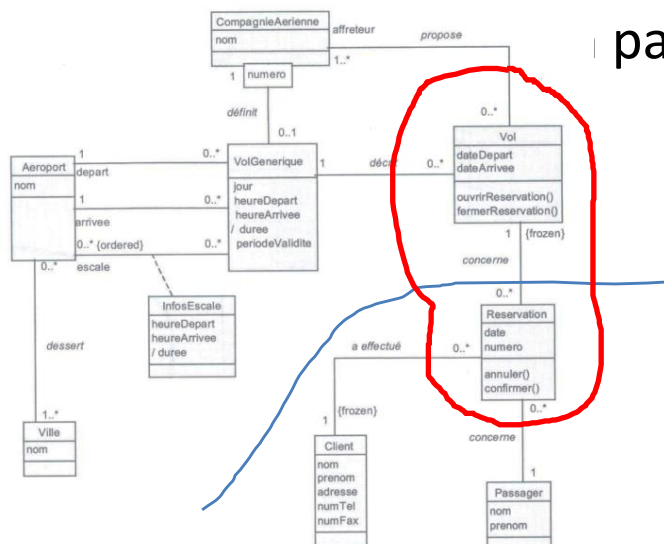 CompagnieAerienne
nom
affreteur
propose
pa
1..*
1
numero
définit
0..*
0..1
Vol
dateDepart
dateArrivee
ouvrirReservation()
fermerReservation()
Aeroport
nom
1
0..*
depart
VolGenerique
jour
heureDepart
heureArrivee
/ duree
periodeValidite
1
décrit
0..*
1
0..*
arrivee
0..* {ordered}
0..*
escale
0..*
1
{frozen}
concerne
0..*
InfosEscale
heureDepart
heureArrivee
/ duree
Reservation
date
numero
annuler()
confirmer()
dessert
a effectué
0..*
0..*
1..*
Ville
nom
1
{frozen}
concerne
Client
nom
prenom
adresse
numTel
numFax
1
Passager
nom
prenom